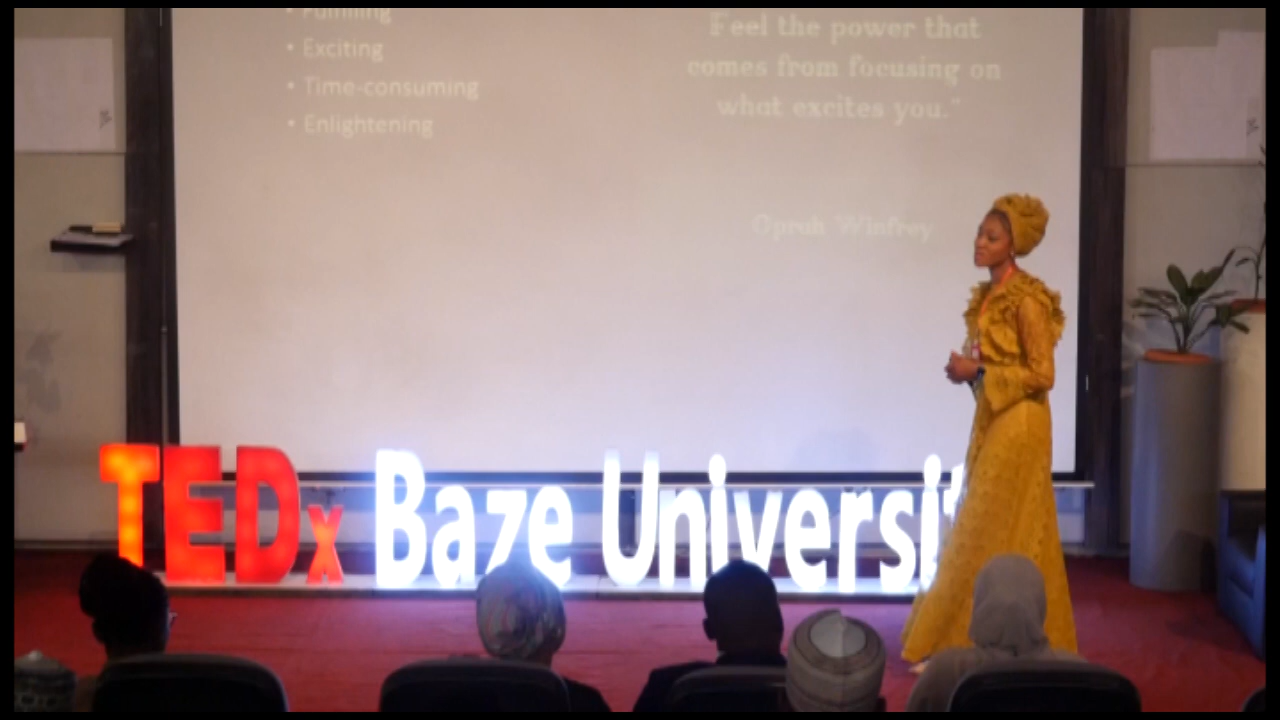 • Fulfilling
• Exciting
• Time-consuming
• Enlightening
Feel the power that
comes from focusing on
what excites you."
Oprah Winfrey
TEDx Baze Universit